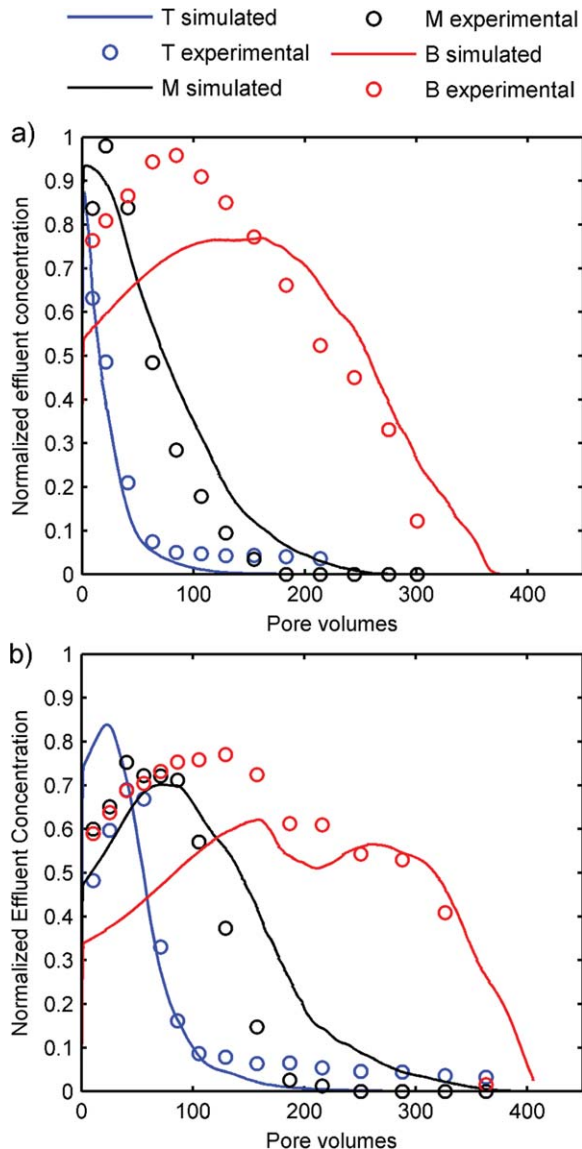 T simulated M experimental
T experimental B simulated
M simulated B experimental
a)
1
0.9
0.8
0.7
0.6
0.5
0.4
0.3
0.2
0.1
0
Normalized effluent concentration
0 100 200 300 400
Pore volumes
b)
1
0.9
0.8
0.7
0.6
0.5
0.4
0.3
0.2
0.1
0
Normalized Effluent Concentration
0 100 200 300 400
Pore volumes